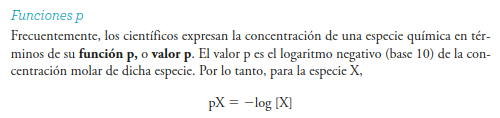 Funciones p
Frecuentemente, los científicos expresan la concentración de una especie química en tér-
minos de su función p, o valor p. El valor p es el logaritmo negativo (base 10) de la con-
centración molar de dicha especie. Por lo tanto, para la especie X,
pX = −log [X]